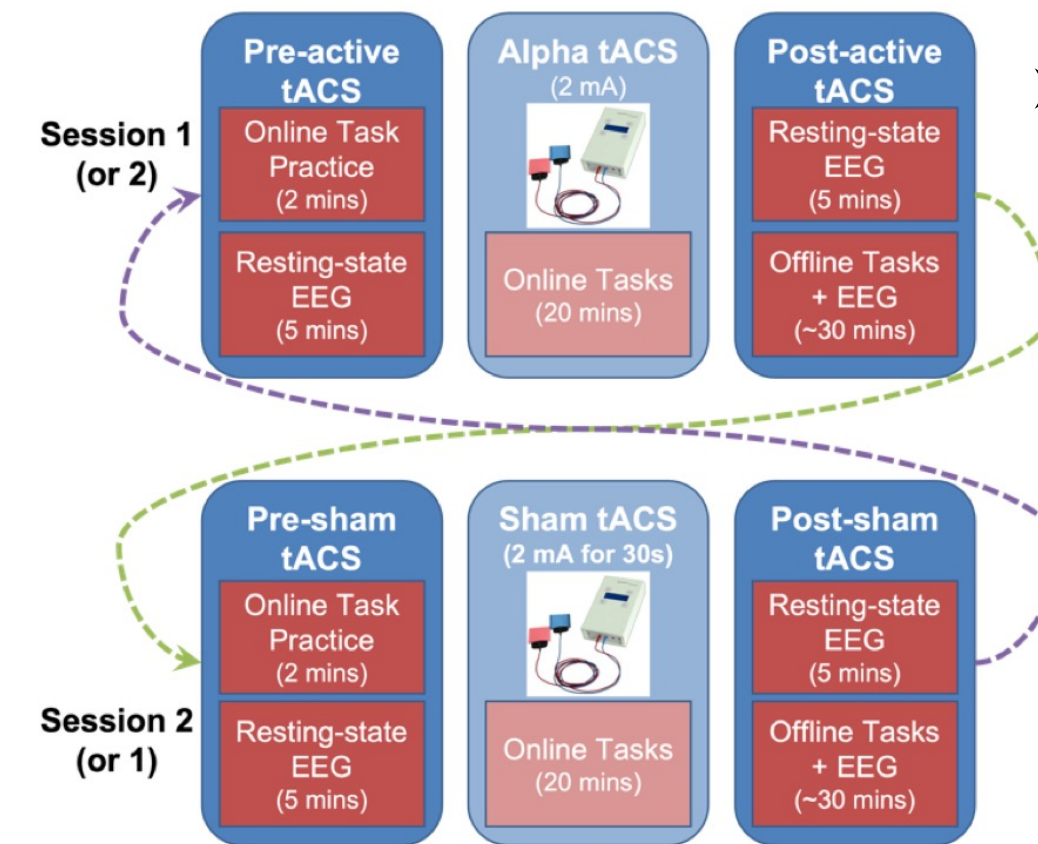 Session 1
(or 2)
Pre-active
tACS
Online Task
Practice
(2 mins)
Resting-state
EEG
(5 mins)
Alpha tACS
(2 mA)
Online Tasks
(20 mins)
Post-active
tACS
Resting-state
EEG
(5 mins)
Offline Tasks
+ EEG
(~30 mins)
Session 2
(or 1)
Pre-sham
tACS
Online Task
Practice
(2 mins)
Resting-state
EEG
(5 mins)
Sham tACS
(2 mA for 30s)
Online Tasks
(20 mins)
Post-sham
tACS
Resting-state
EEG
(5 mins)
Offline Tasks
+ EEG
(~30 mins)